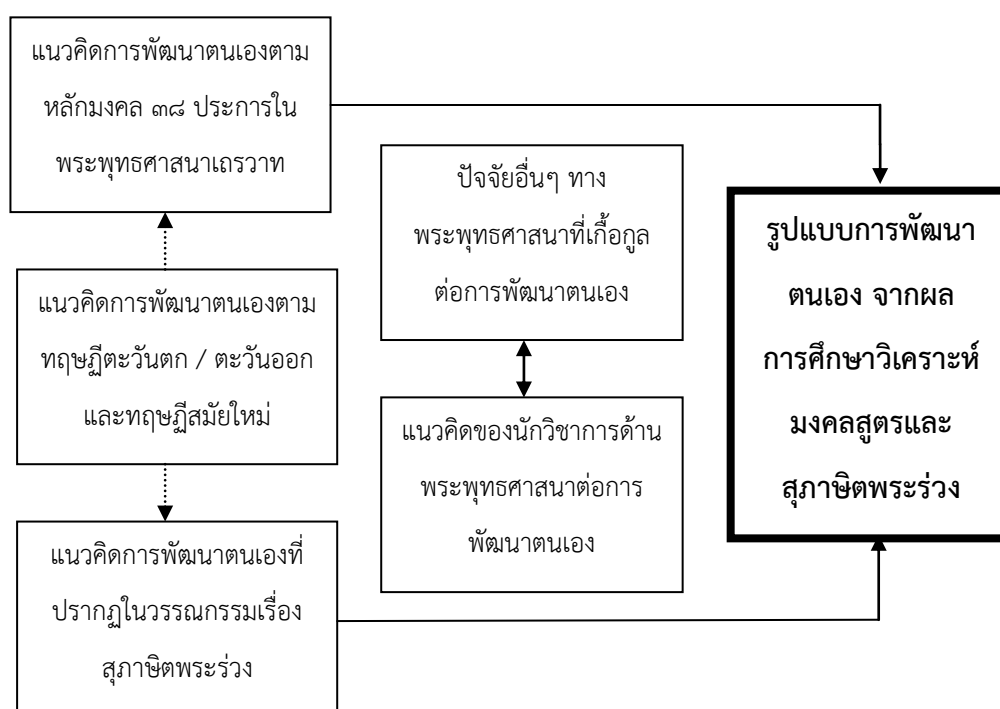 แนวคิดการพัฒนาตนเองตาม
หลักมงคล ๓๘ ประการใน
พระพุทธศาสนาเถรวาท
แนวคิดการพัฒนาตนเองตาม
ทฤษฏีตะวันตก / ตะวันออก
และทฤษฏีสมัยใหม่
แนวคิดการพัฒนาตนเองที่
ปรากฏในวรรณกรรมเรื่อง
สุภาษิตพระร่วง
ปัจจัยอื่นๆ ทาง
พระพุทธศาสนาที่เกื้อกูล
ต่อการพัฒนาตนเอง
แนวคิดของนักวิชาการด้าน
พระพุทธศาสนาต่อการ
พัฒนาตนเอง
รูปแบบการพัฒนา
ตนเอง จากผล
การศึกษาวิเคราะห์
มงคลสูตรและ
สุภาษิตพระร่วง